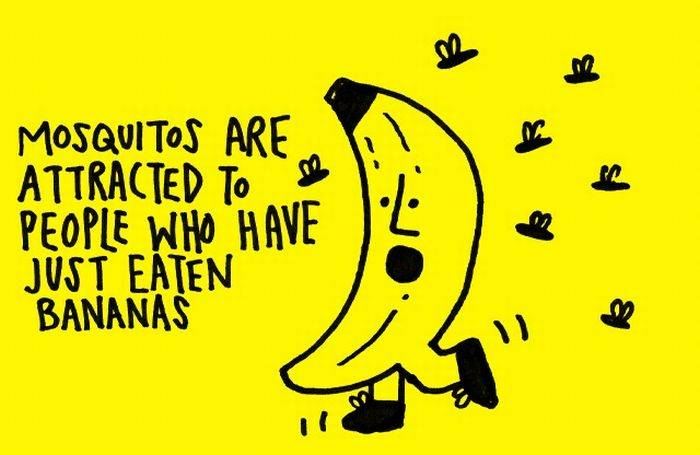 MOSQUITOS ARE
ATTRACTED TO
PEOPLE WHO HAVE
JUST EATEN
BANANAS